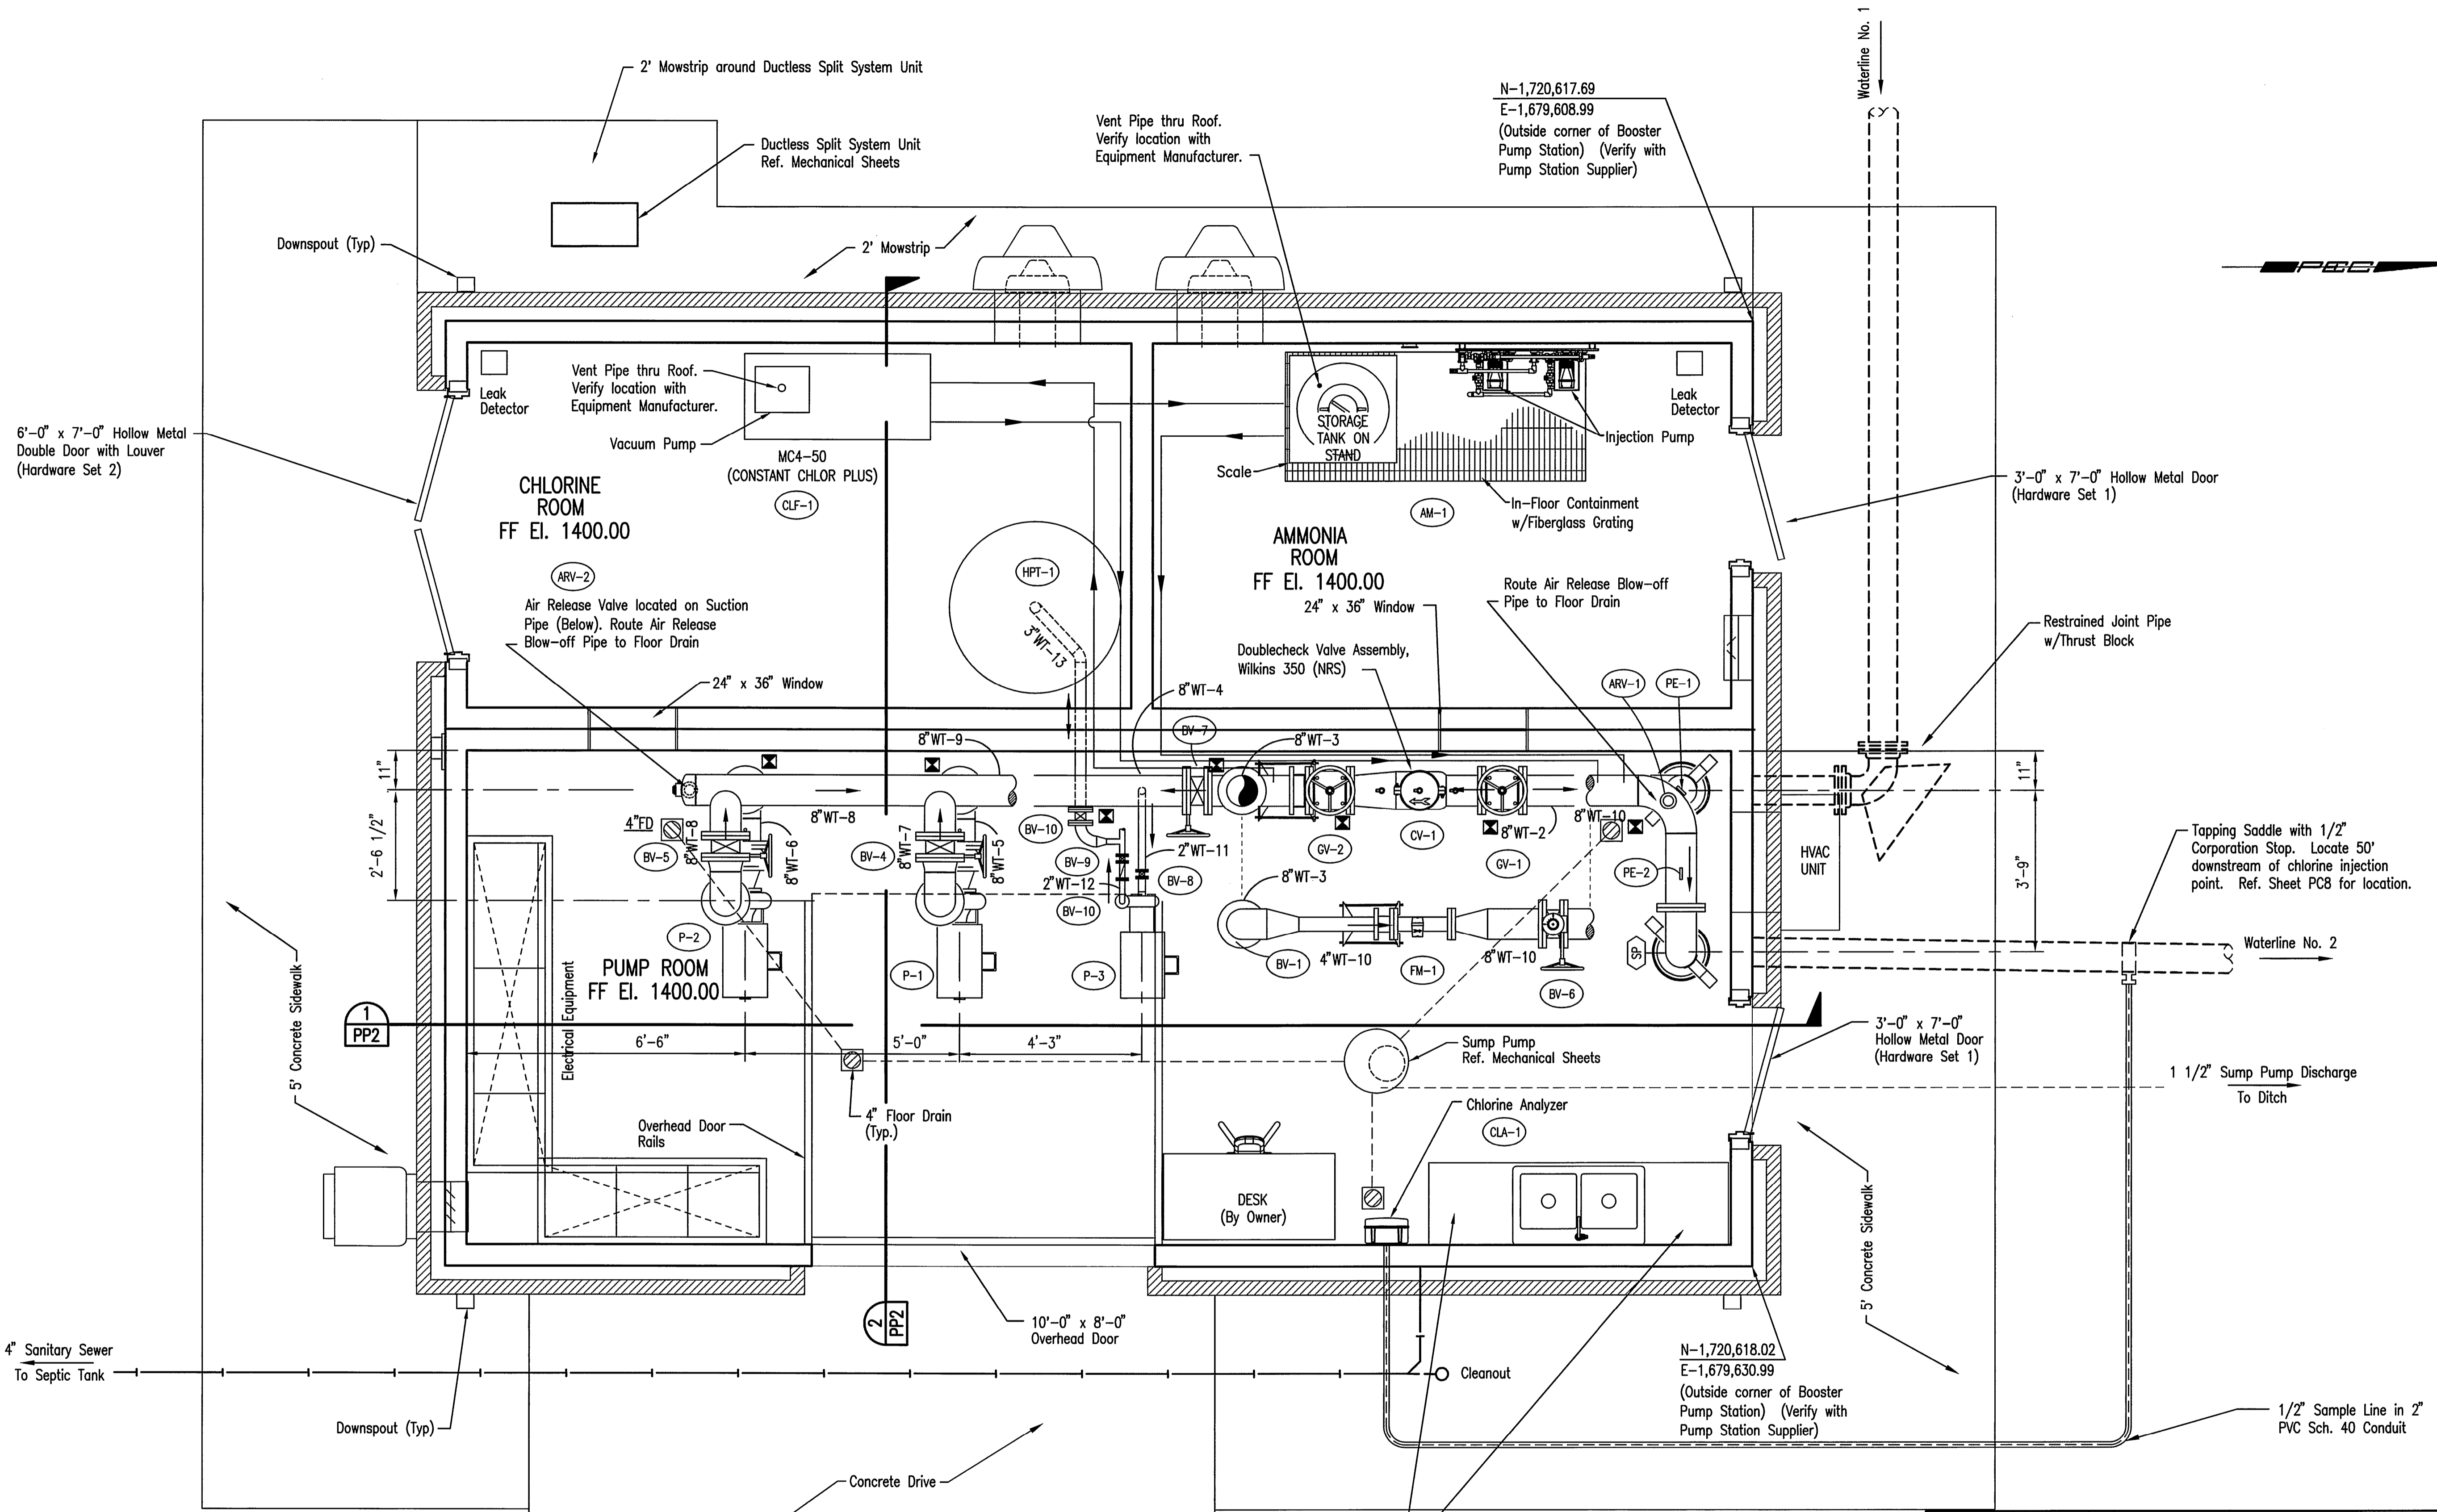 Waterline No. 1
2' Mowstrip around Ductless Split System Unit
N-1,720,617.69
E-1,679,608.99
(Outside corner of Booster
Pump Station) (Verify with
Pump Station Supplier)
Vent Pipe thru Roof.
Verify location with
Equipment Manufacturer.
Ductless Split System Unit
Ref. Mechanical Sheets
Downspout (Typ)
2' Mowstrip
PEC
Leak
Detector
Vent Pipe thru Roof.
Verify location with
Equipment Manufacturer.
Vacuum Pump
MC4-50
(CONSTANT CHLOR PLUS)
CLF-1
STORAGE
TANK ON
STAND
Scale
Injection Pump
Leak
Detector
6'-0" x 7'-0" Hollow Metal
Double Door with Louver
(Hardware Set 2)
CHLORINE
ROOM
FF El. 1400.00
AM-1
In-Floor Containment
w/Fiberglass Grating
3'-0" x 7'-0" Hollow Metal Door
(Hardware Set 1)
AMMONIA
ROOM
FF El. 1400.00
ARV-2
Air Release Valve located on Suction
Pipe (Below). Route Air Release
Blow-off Pipe to Floor Drain
HPT-1
3"WT-13
24" x 36" Window
Route Air Release Blow-off
Pipe to Floor Drain
Restrained Joint Pipe
w/Thrust Block
Doublecheck Valve Assembly,
Wilkins 350 (NRS)
24" x 36" Window
8"WT-4
ARV-1
PE-1
BV-7
8"WT-9
8"WT-3
11"
11"
2'-6 1/2"
3'-9"
4"FD
8"WT-8
8"WT-8
8"WT-6
BV-5
BV-4
8"WT-7
8"WT-5
BV-10
BV-9
2"WT-11
2"WT-12
BV-8
BV-10
GV-2
CV-1
8"WT-2
GV-1
8"WT-10
PE-2
HVAC
UNIT
Tapping Saddle with 1/2"
Corporation Stop. Locate 50'
downstream of chlorine injection
point. Ref. Sheet PC8 for location.
8"WT-3
P-2
P-1
P-3
BV-1
4"WT-10
FM-1
8"WT-10
BV-6
SP
Waterline No. 2
PUMP ROOM
FF El. 1400.00
Electrical Equipment
5' Concrete Sidewalk
1
PP2
6'-6"
5'-0"
4'-3"
Sump Pump
Ref. Mechanical Sheets
3'-0" x 7'-0"
Hollow Metal Door
(Hardware Set 1)
1 1/2" Sump Pump Discharge
To Ditch
4" Floor Drain
(Typ.)
Overhead Door
Rails
Chlorine Analyzer
CLA-1
DESK
(By Owner)
5' Concrete Sidewalk
2
PP2
10'-0" x 8'-0"
Overhead Door
4" Sanitary Sewer
To Septic Tank
Cleanout
N-1,720,618.02
E-1,679,630.99
(Outside corner of Booster
Pump Station) (Verify with
Pump Station Supplier)
Downspout (Typ)
1/2" Sample Line in 2"
PVC Sch. 40 Conduit
Concrete Drive